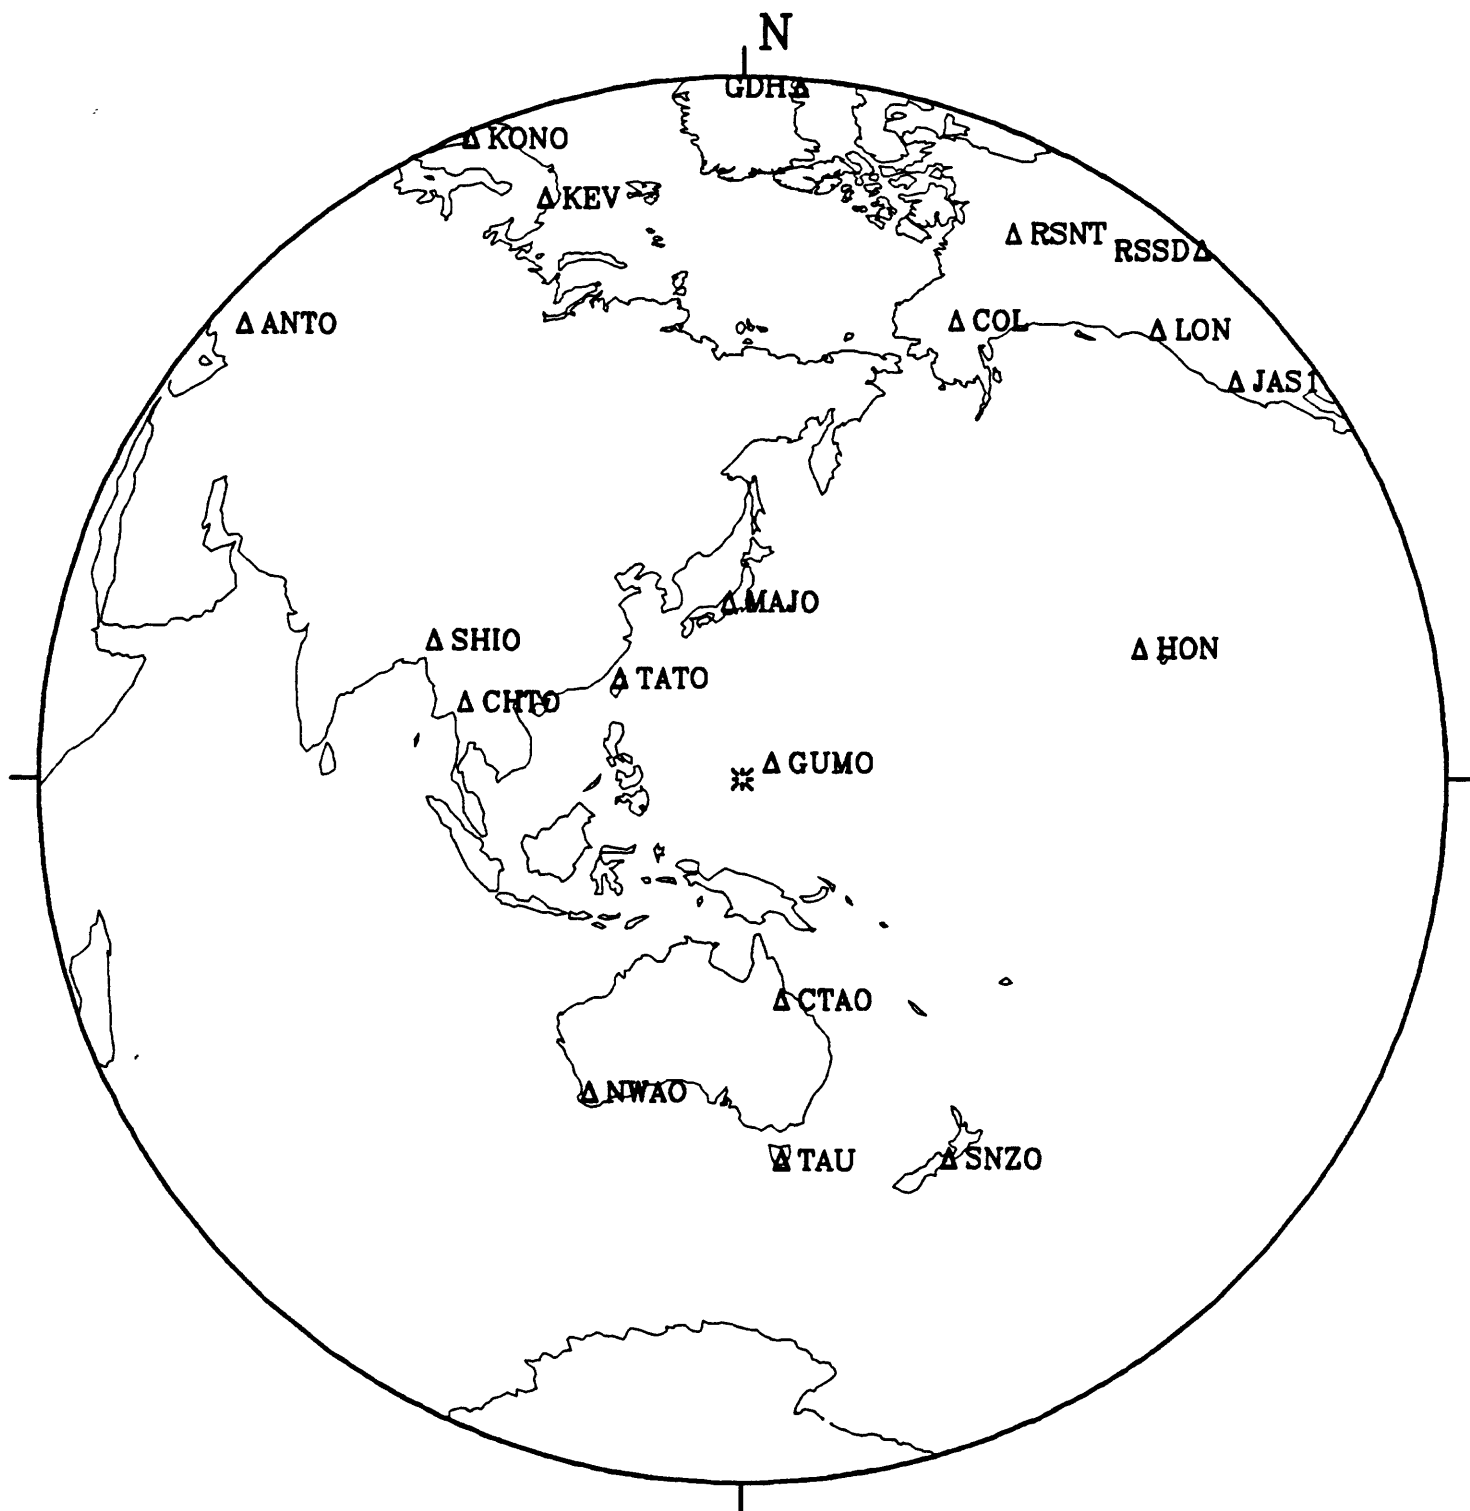 N
GDH
KONO
KEV
RSNT
RSSD
ANTO
COL
LON
JAS1
MAJO
SHIO
HON
TATO
CHTO
GUMO
CTAO
NWAO
TAU
SNZO